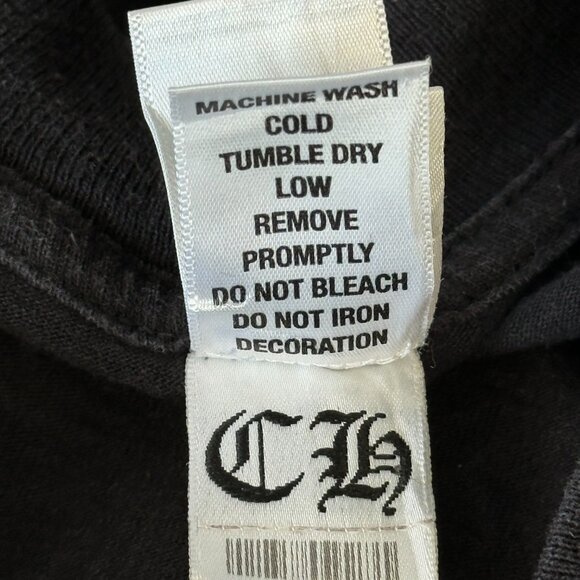 MACHINE WASH
COLD
TUMBLE DRY
LOW
REMOVE
PROMPTLY
DO NOT BLEACH
DO NOT IRON
DECORATION
CH